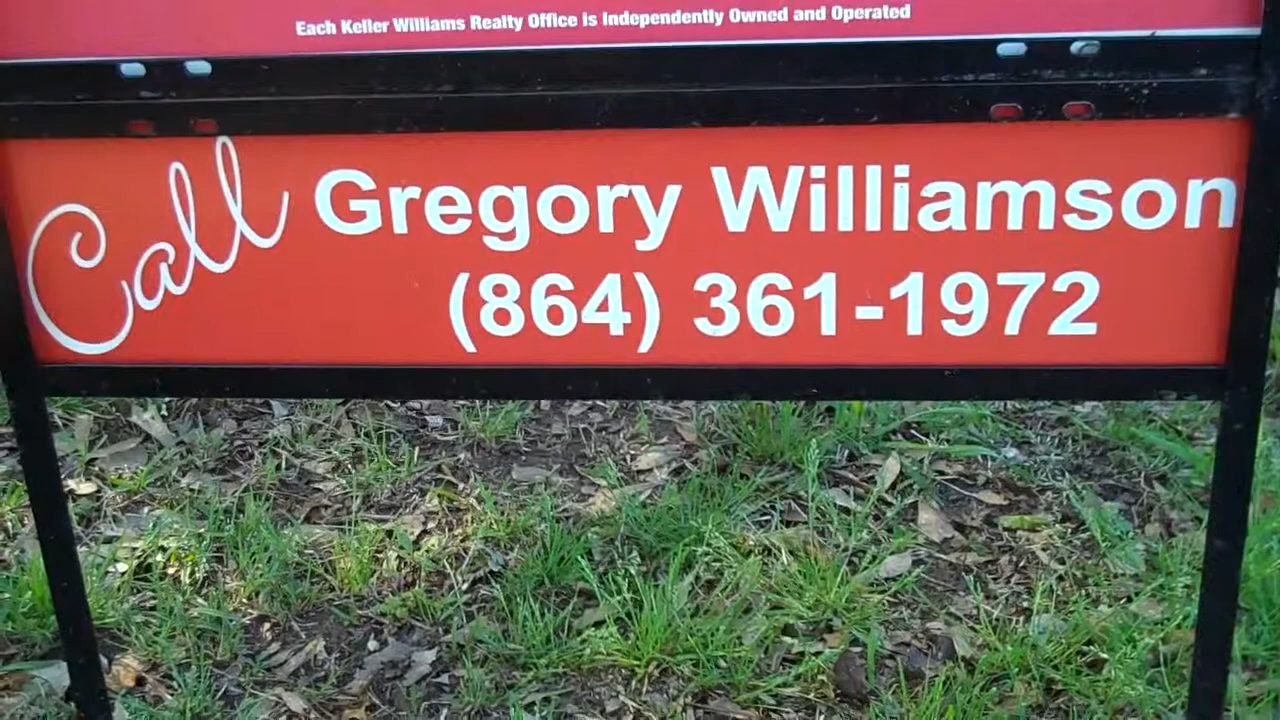 Each Keller Williams Realty Office is Independently Owned and Operated
Call Gregory Williamson
(864) 361-1972